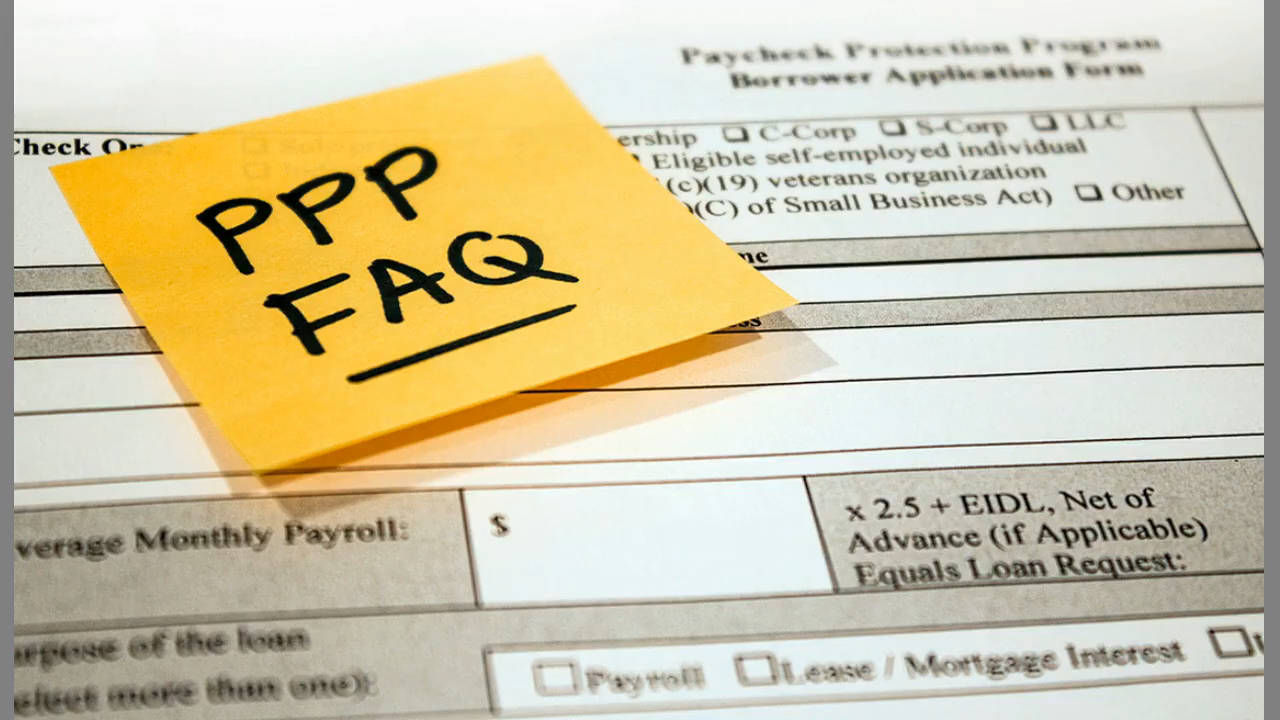 Paycheck Protection Program
Borrower Application Form
Check
ership ❑ C-Corp ❑ S-Corp ❑ LLC
Eligible self-employed individual
(c)(19) veterans organization
(C) of Small Business Act) ❑ Other
PPP
FAQ
verage Monthly Payroll:
$
x 2.5 + EIDL, Net of
Advance (if Applicable)
Equals Loan Request:
urpose of the loan
elect more than one):
☐ Payroll ☐ Lease / Mortgage Interest ☐